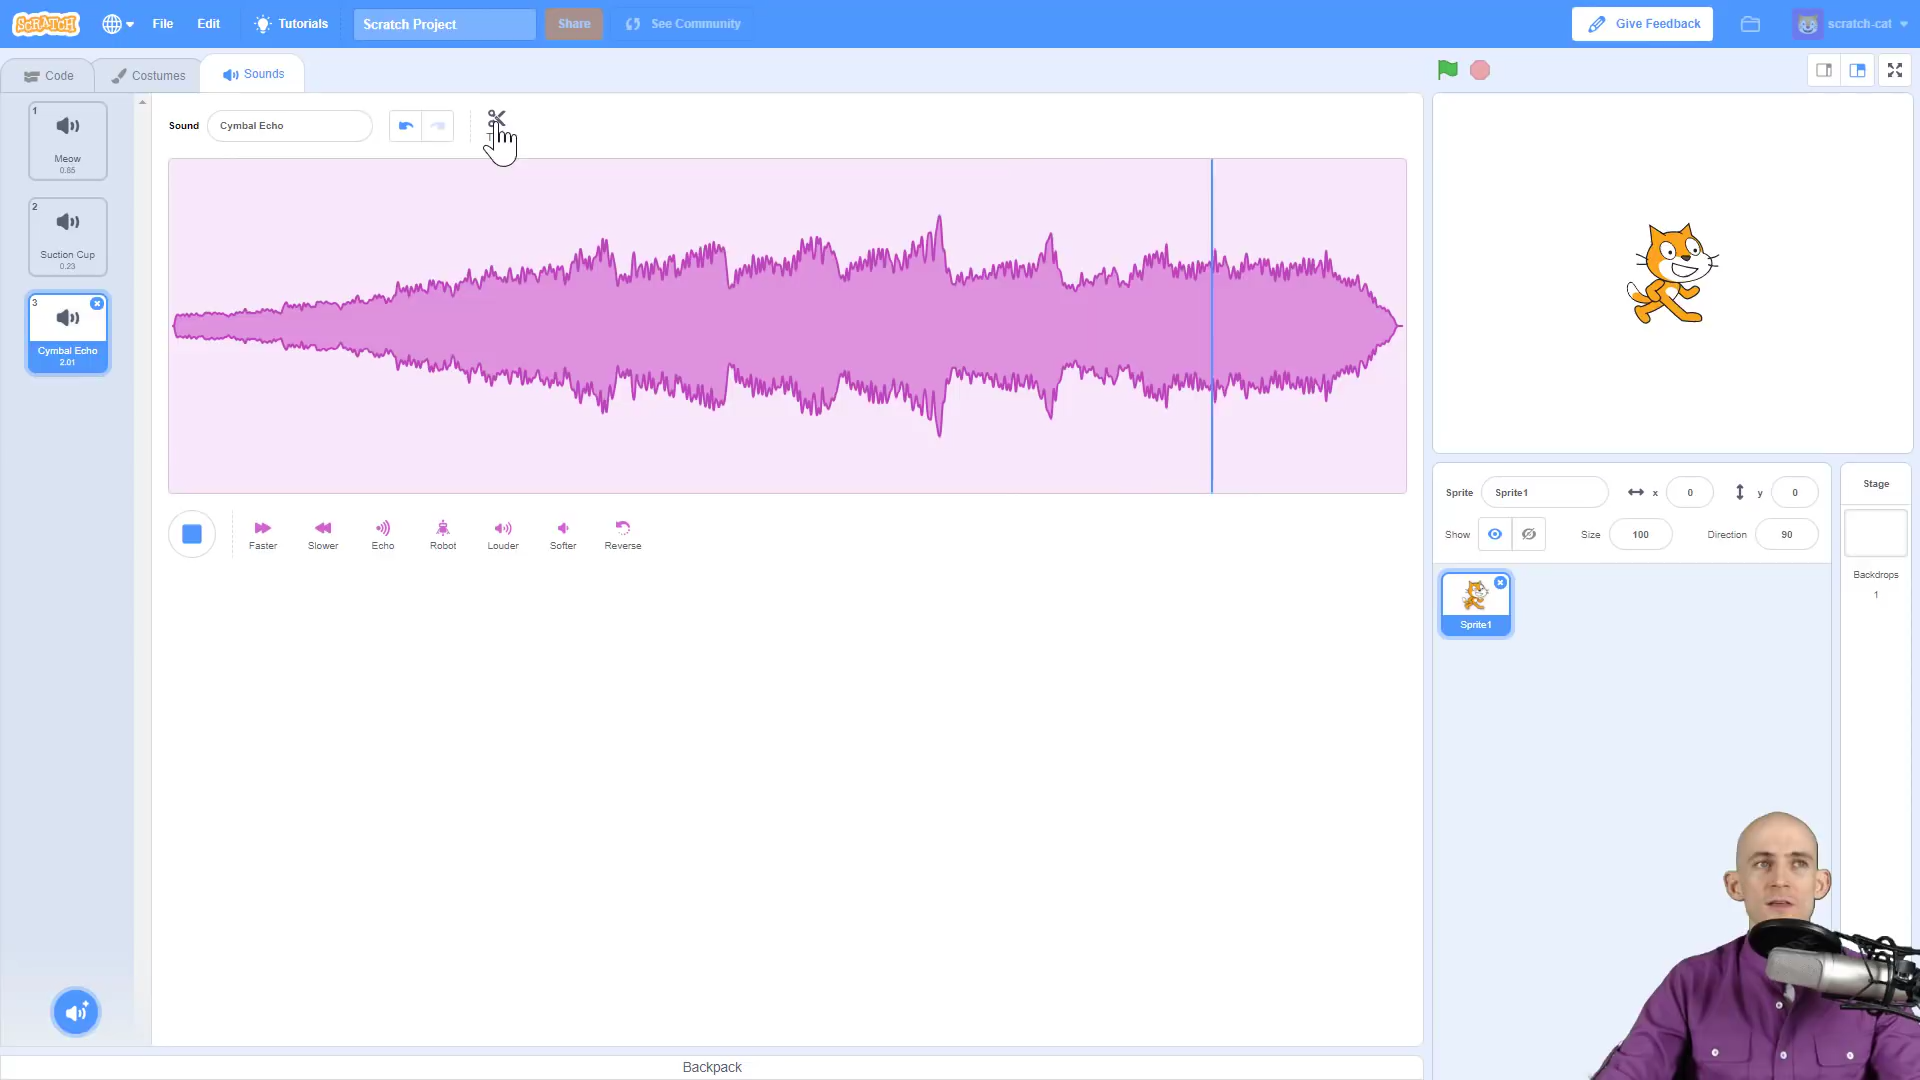 SCRATCH
File
Edit
Tutorials
Scratch Project
Share
See Community
Give Feedback
scratch-cat
Code
Costumes
Sounds
1
Meow
0.85
2
Suction Cup
0.23
3
Cymbal Echo
2.01
Sound
Cymbal Echo
Faster
Slower
Echo
Robot
Louder
Softer
Reverse
Sprite
Sprite1
x
0
y
0
Show
Size
100
Direction
90
Sprite1
Stage
Backdrops
1
Backpack